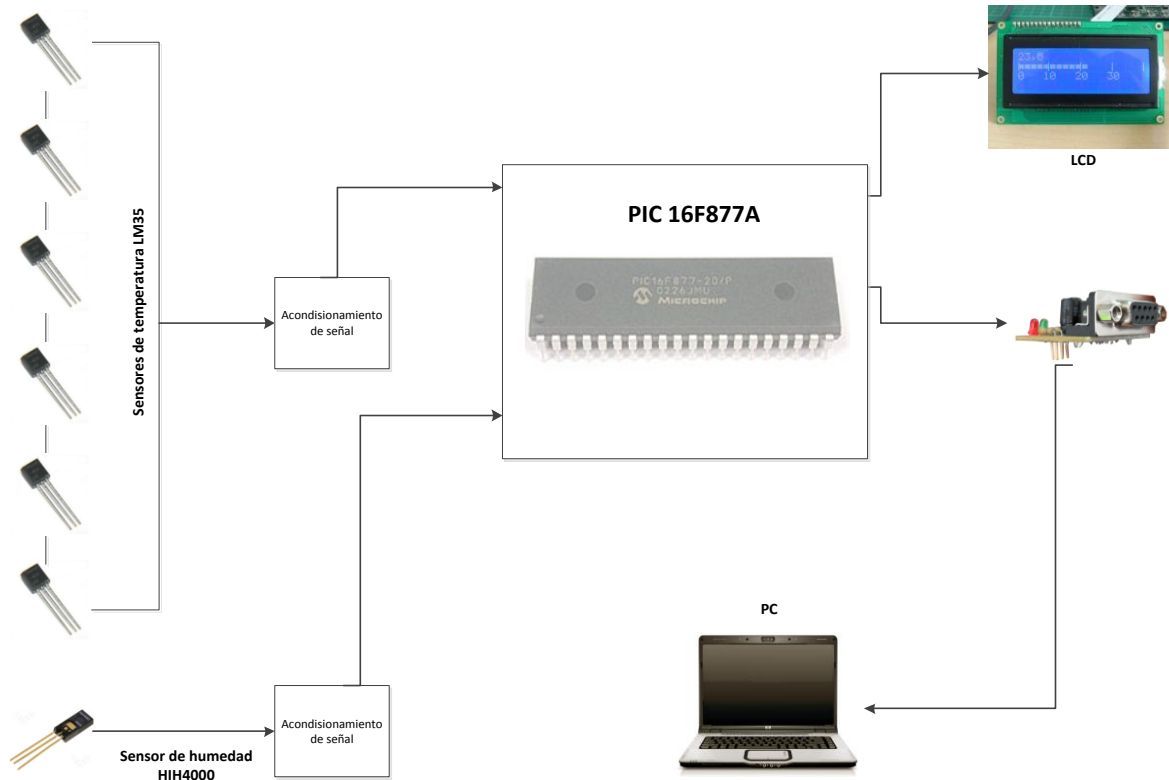 23.6
0 10 20 30
LCD
PIC 16F877A
PIC16F877-20/P
0226JMU
MICROCHIP
Sensores de temperatura LM35
Acondisionamiento
de señal
PC
Acondisionamiento
de señal
Sensor de humedad
HIH4000